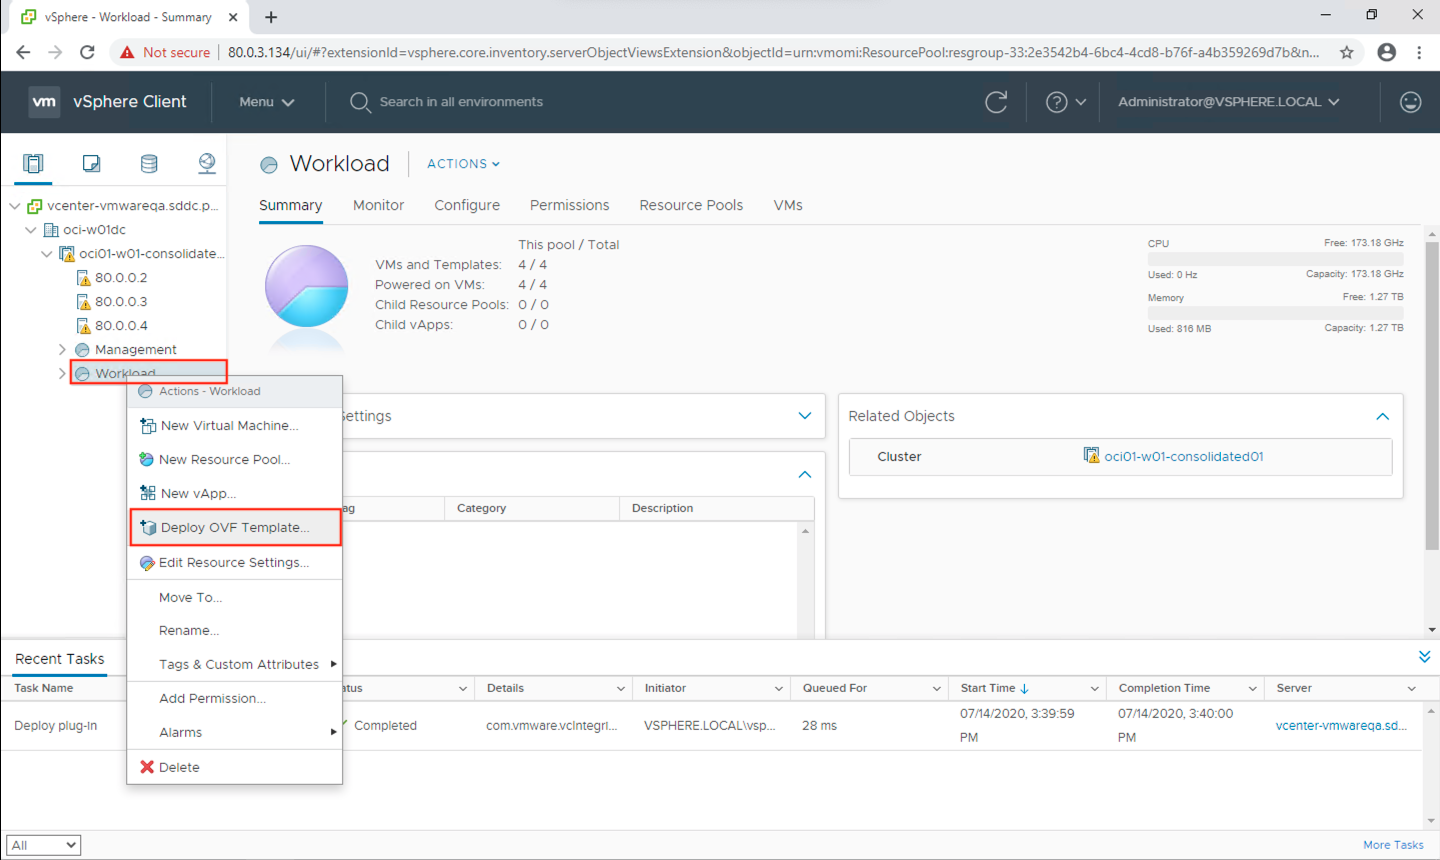 vSphere - Workload - Summary
Not secure 80.0.3.134/ui/#?extensionId=vsphere.core.inventory.serverObjectViewsExtension&objectId=urn:vmomi:ResourcePool:resgroup-33:2e3542b4-6bc4-4cd8-b76f-a4b359269d7b&n...
vm vSphere Client Menu Search in all environments Administrator@VSPHERE.LOCAL
vcenter-vmwareqa.sddc.p...
oci-w01dc
oci01-w01-consolidate...
80.0.0.2
80.0.0.3
80.0.0.4
Management
Workload
Actions - Workload
New Virtual Machine...
New Resource Pool...
New vApp...
Deploy OVF Template...
Edit Resource Settings...
Move To...
Rename...
Tags & Custom Attributes
Add Permission...
Alarms
Delete
Workload ACTIONS
Summary Monitor Configure Permissions Resource Pools VMs
This pool / Total
VMs and Templates: 4 / 4
Powered on VMs: 4 / 4
Child Resource Pools: 0 / 0
Child vApps: 0 / 0
CPU Free: 173.18 GHz
Used: 0 Hz Capacity: 173.18 GHz
Memory Free: 1.27 TB
Used: 816 MB Capacity: 1.27 TB
Settings
ag Category Description
Related Objects
Cluster oci01-w01-consolidated01
Recent Tasks
Task Name atus Details Initiator Queued For Start Time Completion Time Server
Deploy plug-in Completed com.vmware.vcIntegri... VSPHERE.LOCAL\vsp... 28 ms 07/14/2020, 3:39:59 PM 07/14/2020, 3:40:00 PM vcenter-vmwareqa.sd...
All More Tasks